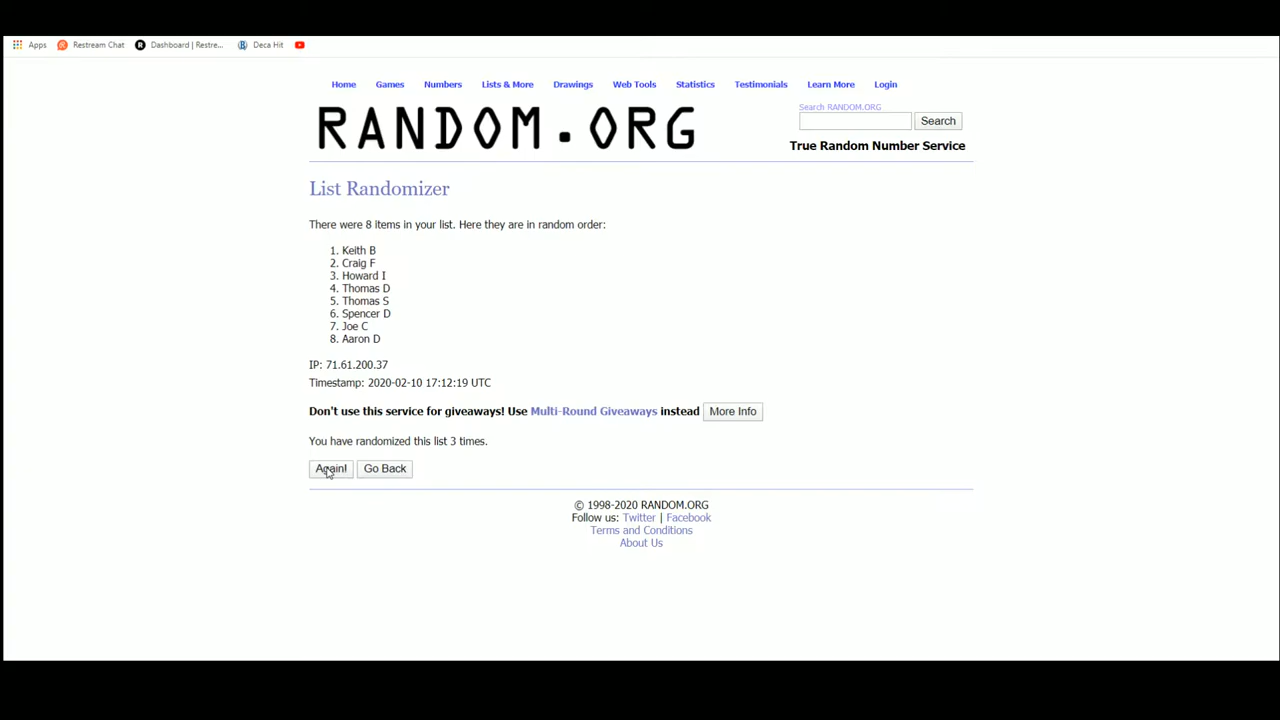 Apps Restream Chat Dashboard | Restre... Deca Hit
Home Games Numbers Lists & More Drawings Web Tools Statistics Testimonials Learn More Login
RANDOM.ORG
Search RANDOM.ORG
Search
True Random Number Service
List Randomizer
There were 8 items in your list. Here they are in random order:
1. Keith B
2. Craig F
3. Howard I
4. Thomas D
5. Thomas S
6. Spencer D
7. Joe C
8. Aaron D
IP: 71.61.200.37
Timestamp: 2020-02-10 17:12:19 UTC
Don't use this service for giveaways! Use Multi-Round Giveaways instead More Info
You have randomized this list 3 times.
Again! Go Back
© 1998-2020 RANDOM.ORG
Follow us: Twitter | Facebook
Terms and Conditions
About Us